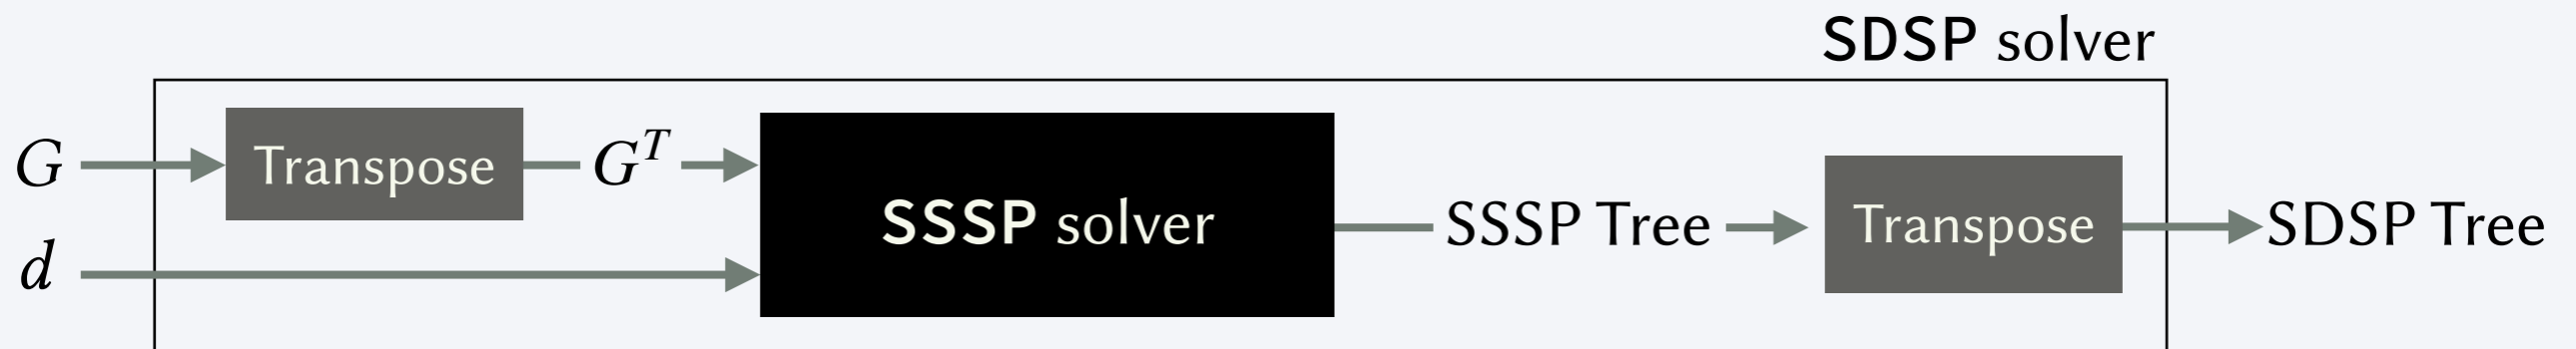 SDSP solver
G
Transpose
G^T
d
SSSP solver
SSSP Tree
Transpose
SDSP Tree